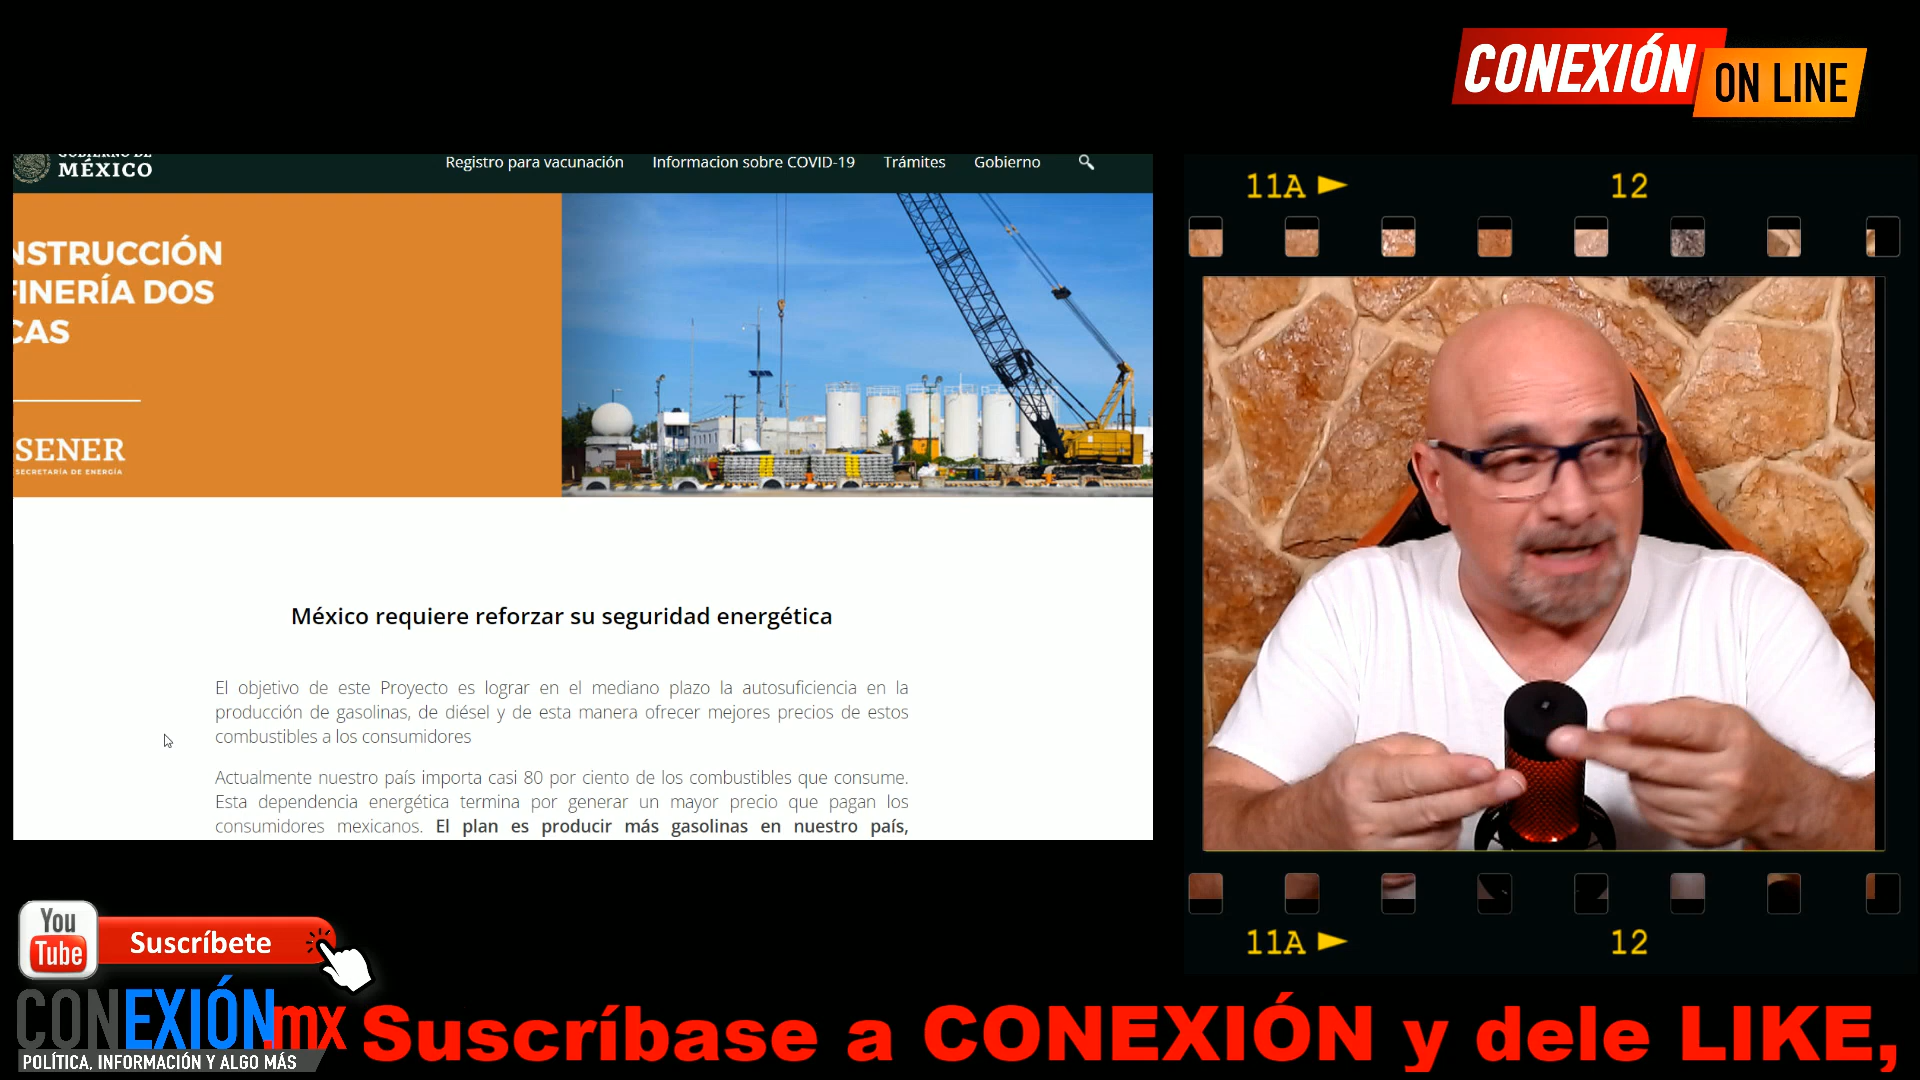 CONEXIÓN
ON LINE
MÉXICO
Registro para vacunación
Informacion sobre COVID-19
Trámites
Gobierno
NSTRUCCIÓN
FINERÍA DOS
CAS
SENER
SECRETARÍA DE ENERGÍA
11A
12
México requiere reforzar su seguridad energética
El objetivo de este Proyecto es lograr en el mediano plazo la autosuficiencia en la
producción de gasolinas, de diésel y de esta manera ofrecer mejores precios de estos
combustibles a los consumidores
Actualmente nuestro país importa casi 80 por ciento de los combustibles que consume.
Esta dependencia energética termina por generar un mayor precio que pagan los
consumidores mexicanos. El plan es producir más gasolinas en nuestro país,
11A
12
You
Tube
Suscríbete
CONEXIÓN.mx
POLÍTICA, INFORMACIÓN Y ALGO MÁS
Suscríbase a CONEXIÓN y dele LIKE,